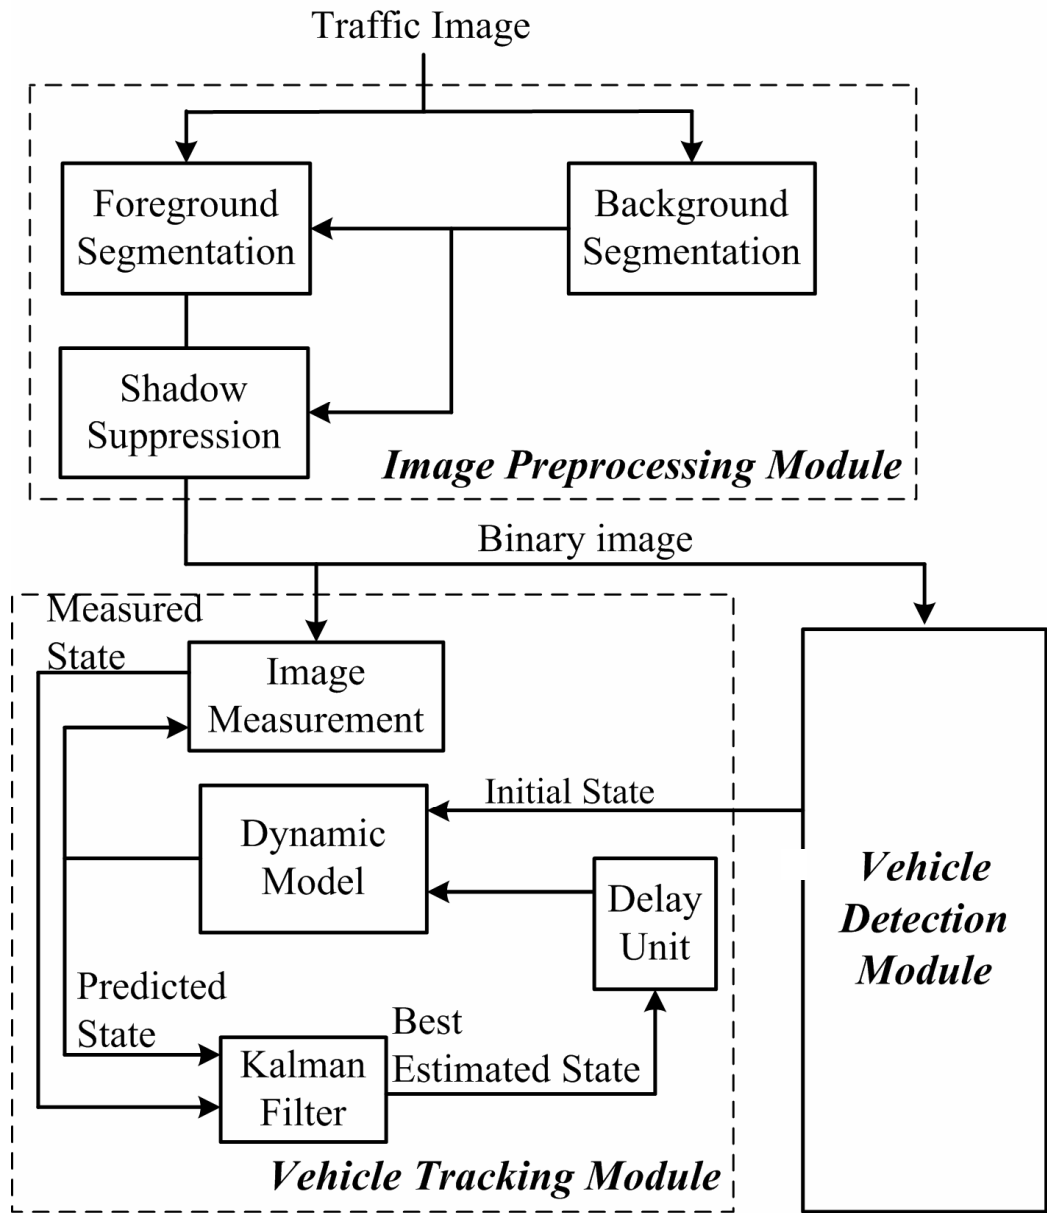 Traffic Image
Foreground
Segmentation
Background
Segmentation
Shadow
Suppression
Image Preprocessing Module
Binary image
Measured
State
Image
Measurement
Initial State
Dynamic
Model
Delay
Unit
Vehicle
Detection
Module
Predicted
State
Best
Estimated State
Kalman
Filter
Vehicle Tracking Module